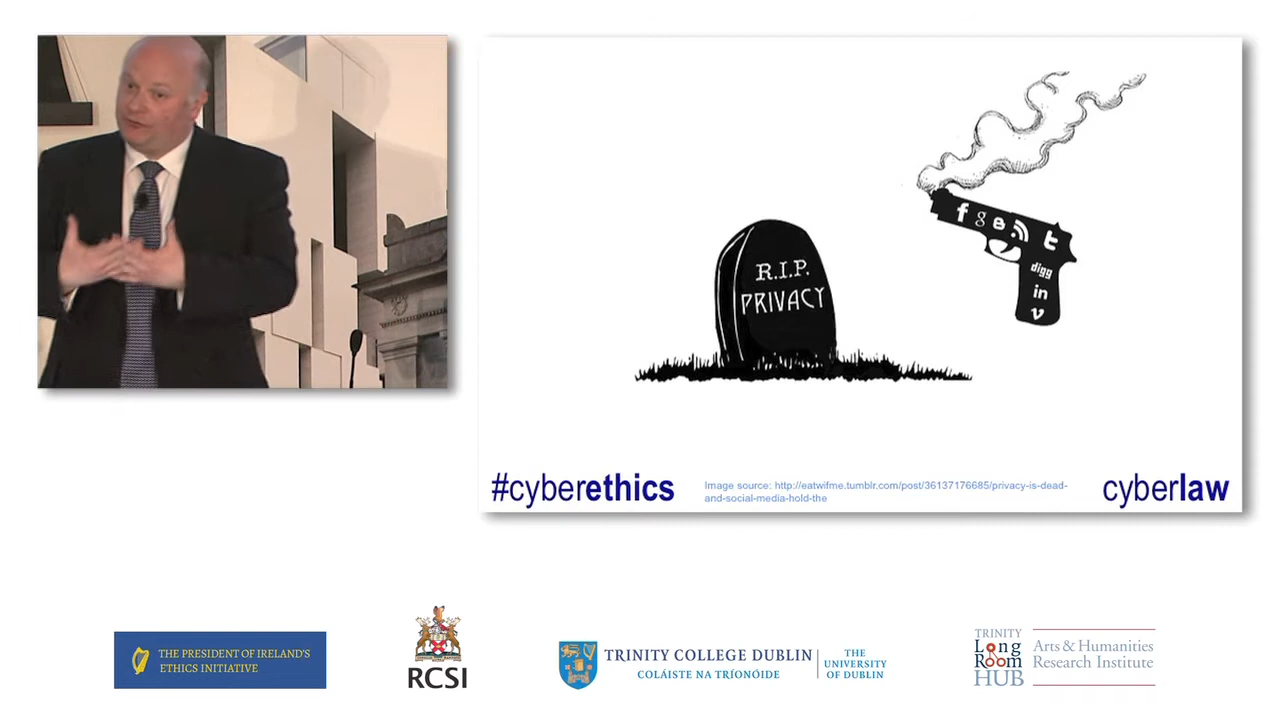 R.I.P.
PRIVACY
f g B t
digg
in
v
#cyberethics
Image source: http://eatwifme.tumblr.com/post/36137176685/privacy-is-dead-
and-social-media-hold-the
cyberlaw
THE PRESIDENT OF IRELAND'S
ETHICS INITIATIVE
RCSI
TRINITY COLLEGE DUBLIN
COLÁISTE NA TRÍONÓIDE
THE
UNIVERSITY
OF DUBLIN
TRINITY
LONG
ROOM
HUB
Arts & Humanities
Research Institute